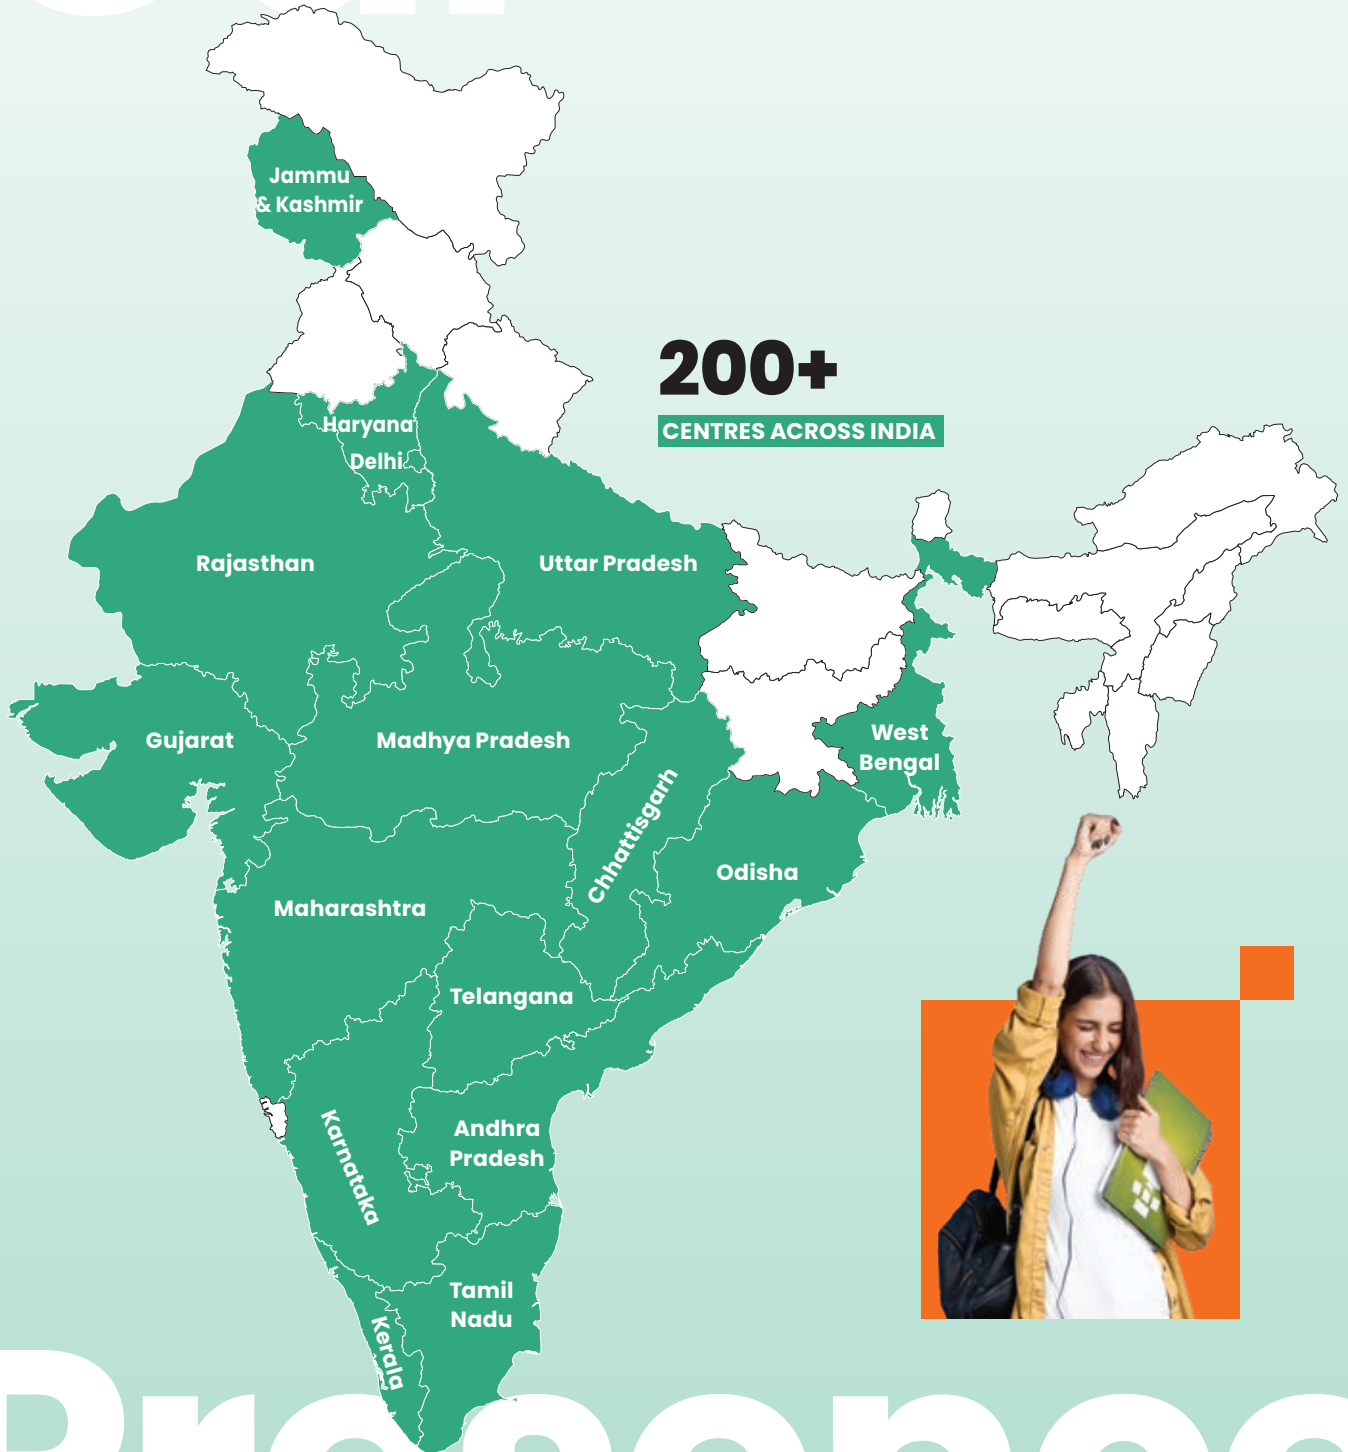 Jammu
& Kashmir
200+
CENTRES ACROSS INDIA
Haryana
Delhi
Rajasthan
Uttar Pradesh
Gujarat
Madhya Pradesh
West
Bengal
Chhattisgarh
Odisha
Maharashtra
Telangana
Karnataka
Andhra
Pradesh
Tamil
Nadu
Kerala
Presence